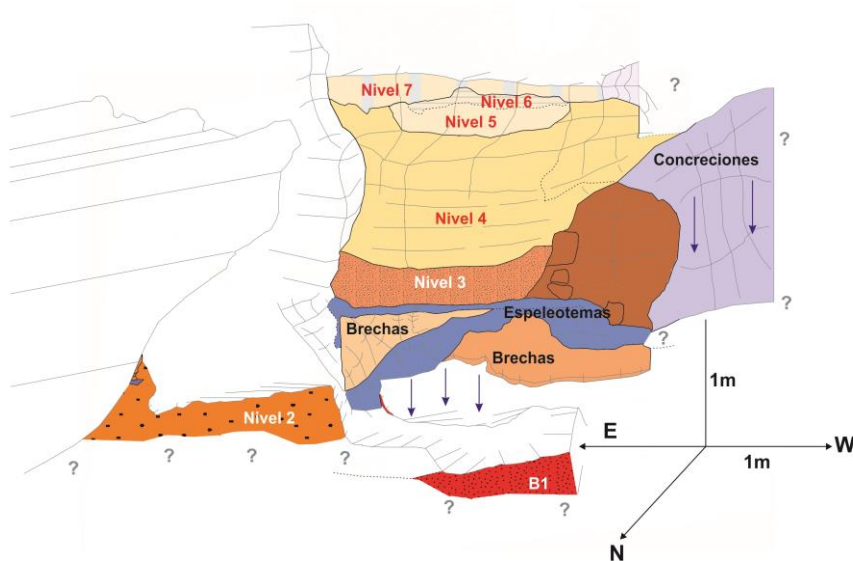 Nivel 7
Nivel 6
?
Nivel 5
?
Concreciones
Nivel 4
Nivel 3
?
Espeleotemas
Brechas
?
Brechas
1m
Nivel 2
E
W
?
?
?
?
1m
B1
?
?
N